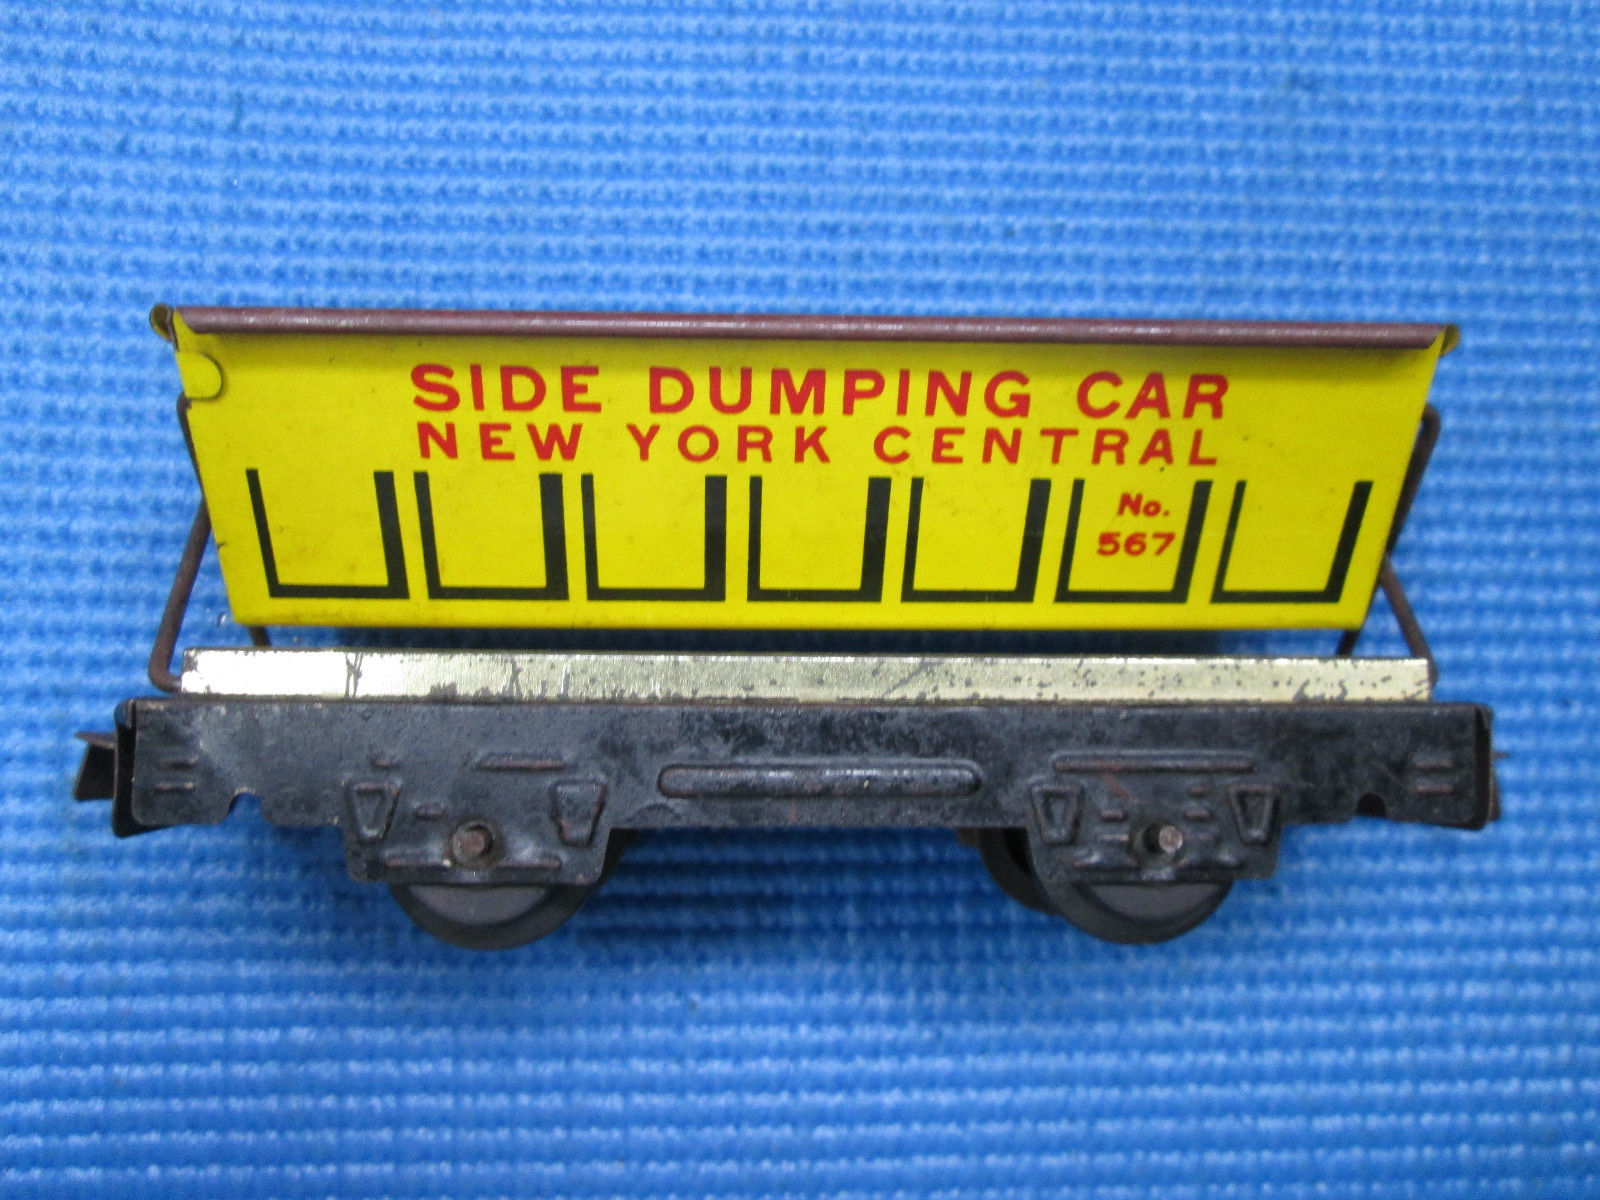 SIDE DUMPING CAR
NEW YORK CENTRAL
No.
567